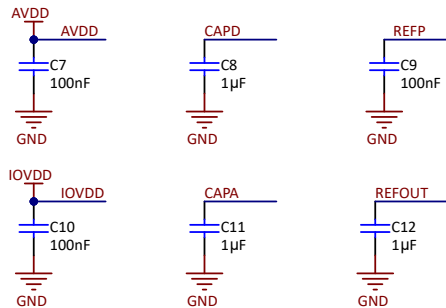 AVDD
AVDD CAPD REFP
C7 C8 C9
100nF 1µF 100nF
GND GND GND
IOVDD
IOVDD CAPA REFOUT
C10 C11 C12
100nF 1µF 1µF
GND GND GND